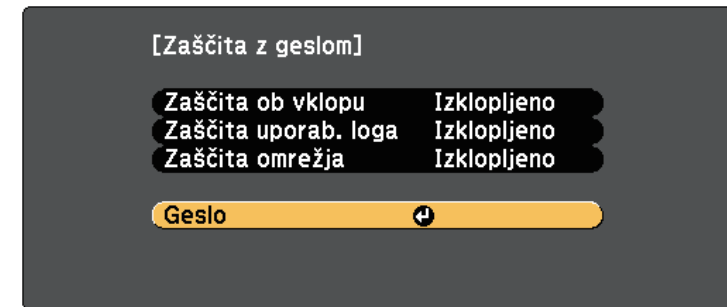 [Zaščita z geslom]
Zaščita ob vklopu Izklopljeno
Zaščita uporab. loga Izklopljeno
Zaščita omrežja Izklopljeno
Geslo